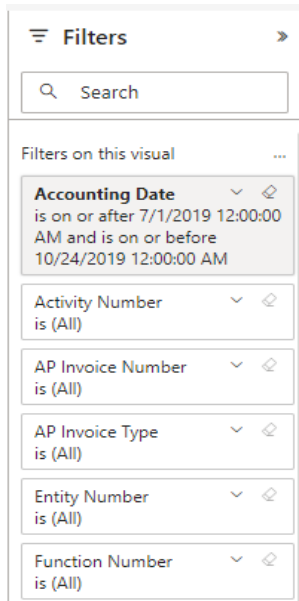 Filters
Search
Filters on this visual
...
Accounting Date
is on or after 7/1/2019 12:00:00
AM and is on or before
10/24/2019 12:00:00 AM
Activity Number
is (All)
AP Invoice Number
is (All)
AP Invoice Type
is (All)
Entity Number
is (All)
Function Number
is (All)